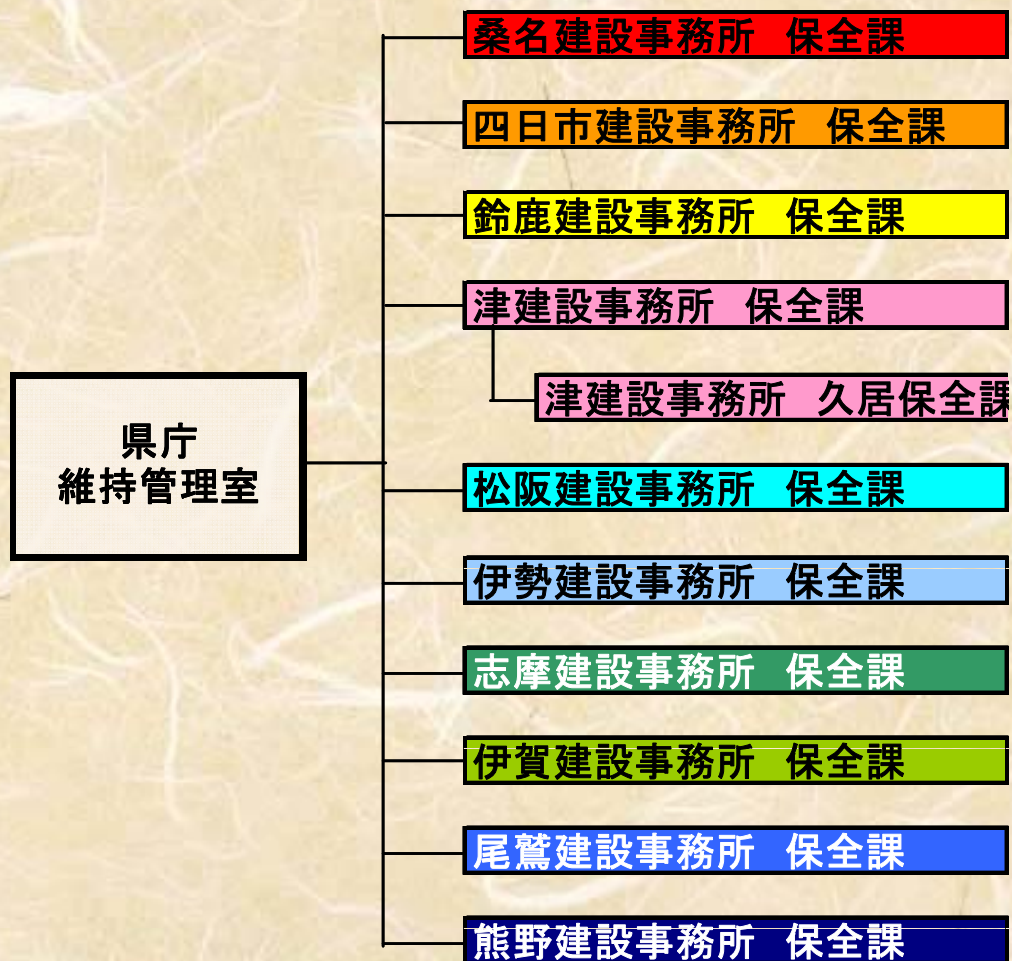 桑名建設事務所　保全課
四日市建設事務所　保全課
鈴鹿建設事務所　保全課
津建設事務所　保全課
津建設事務所　久居保全課
県庁
維持管理室
松阪建設事務所　保全課
伊勢建設事務所　保全課
志摩建設事務所　保全課
伊賀建設事務所　保全課
尾鷲建設事務所　保全課
熊野建設事務所　保全課